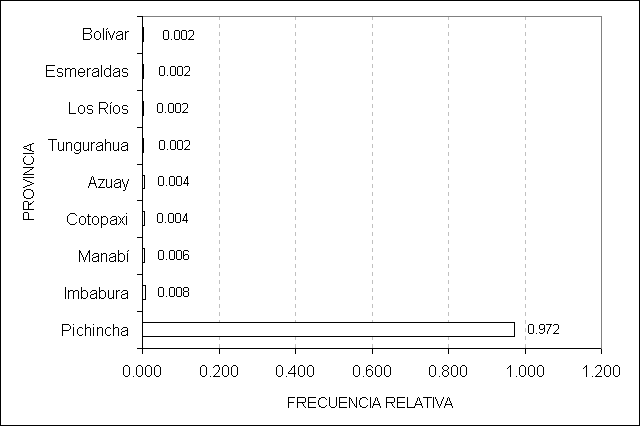 Bolívar 0.002
Esmeraldas 0.002
Los Ríos 0.002
Tungurahua 0.002
Azuay 0.004
Cotopaxi 0.004
Manabí 0.006
Imbabura 0.008
Pichincha 0.972
PROVINCIA
0.000 0.200 0.400 0.600 0.800 1.000 1.200
FRECUENCIA RELATIVA